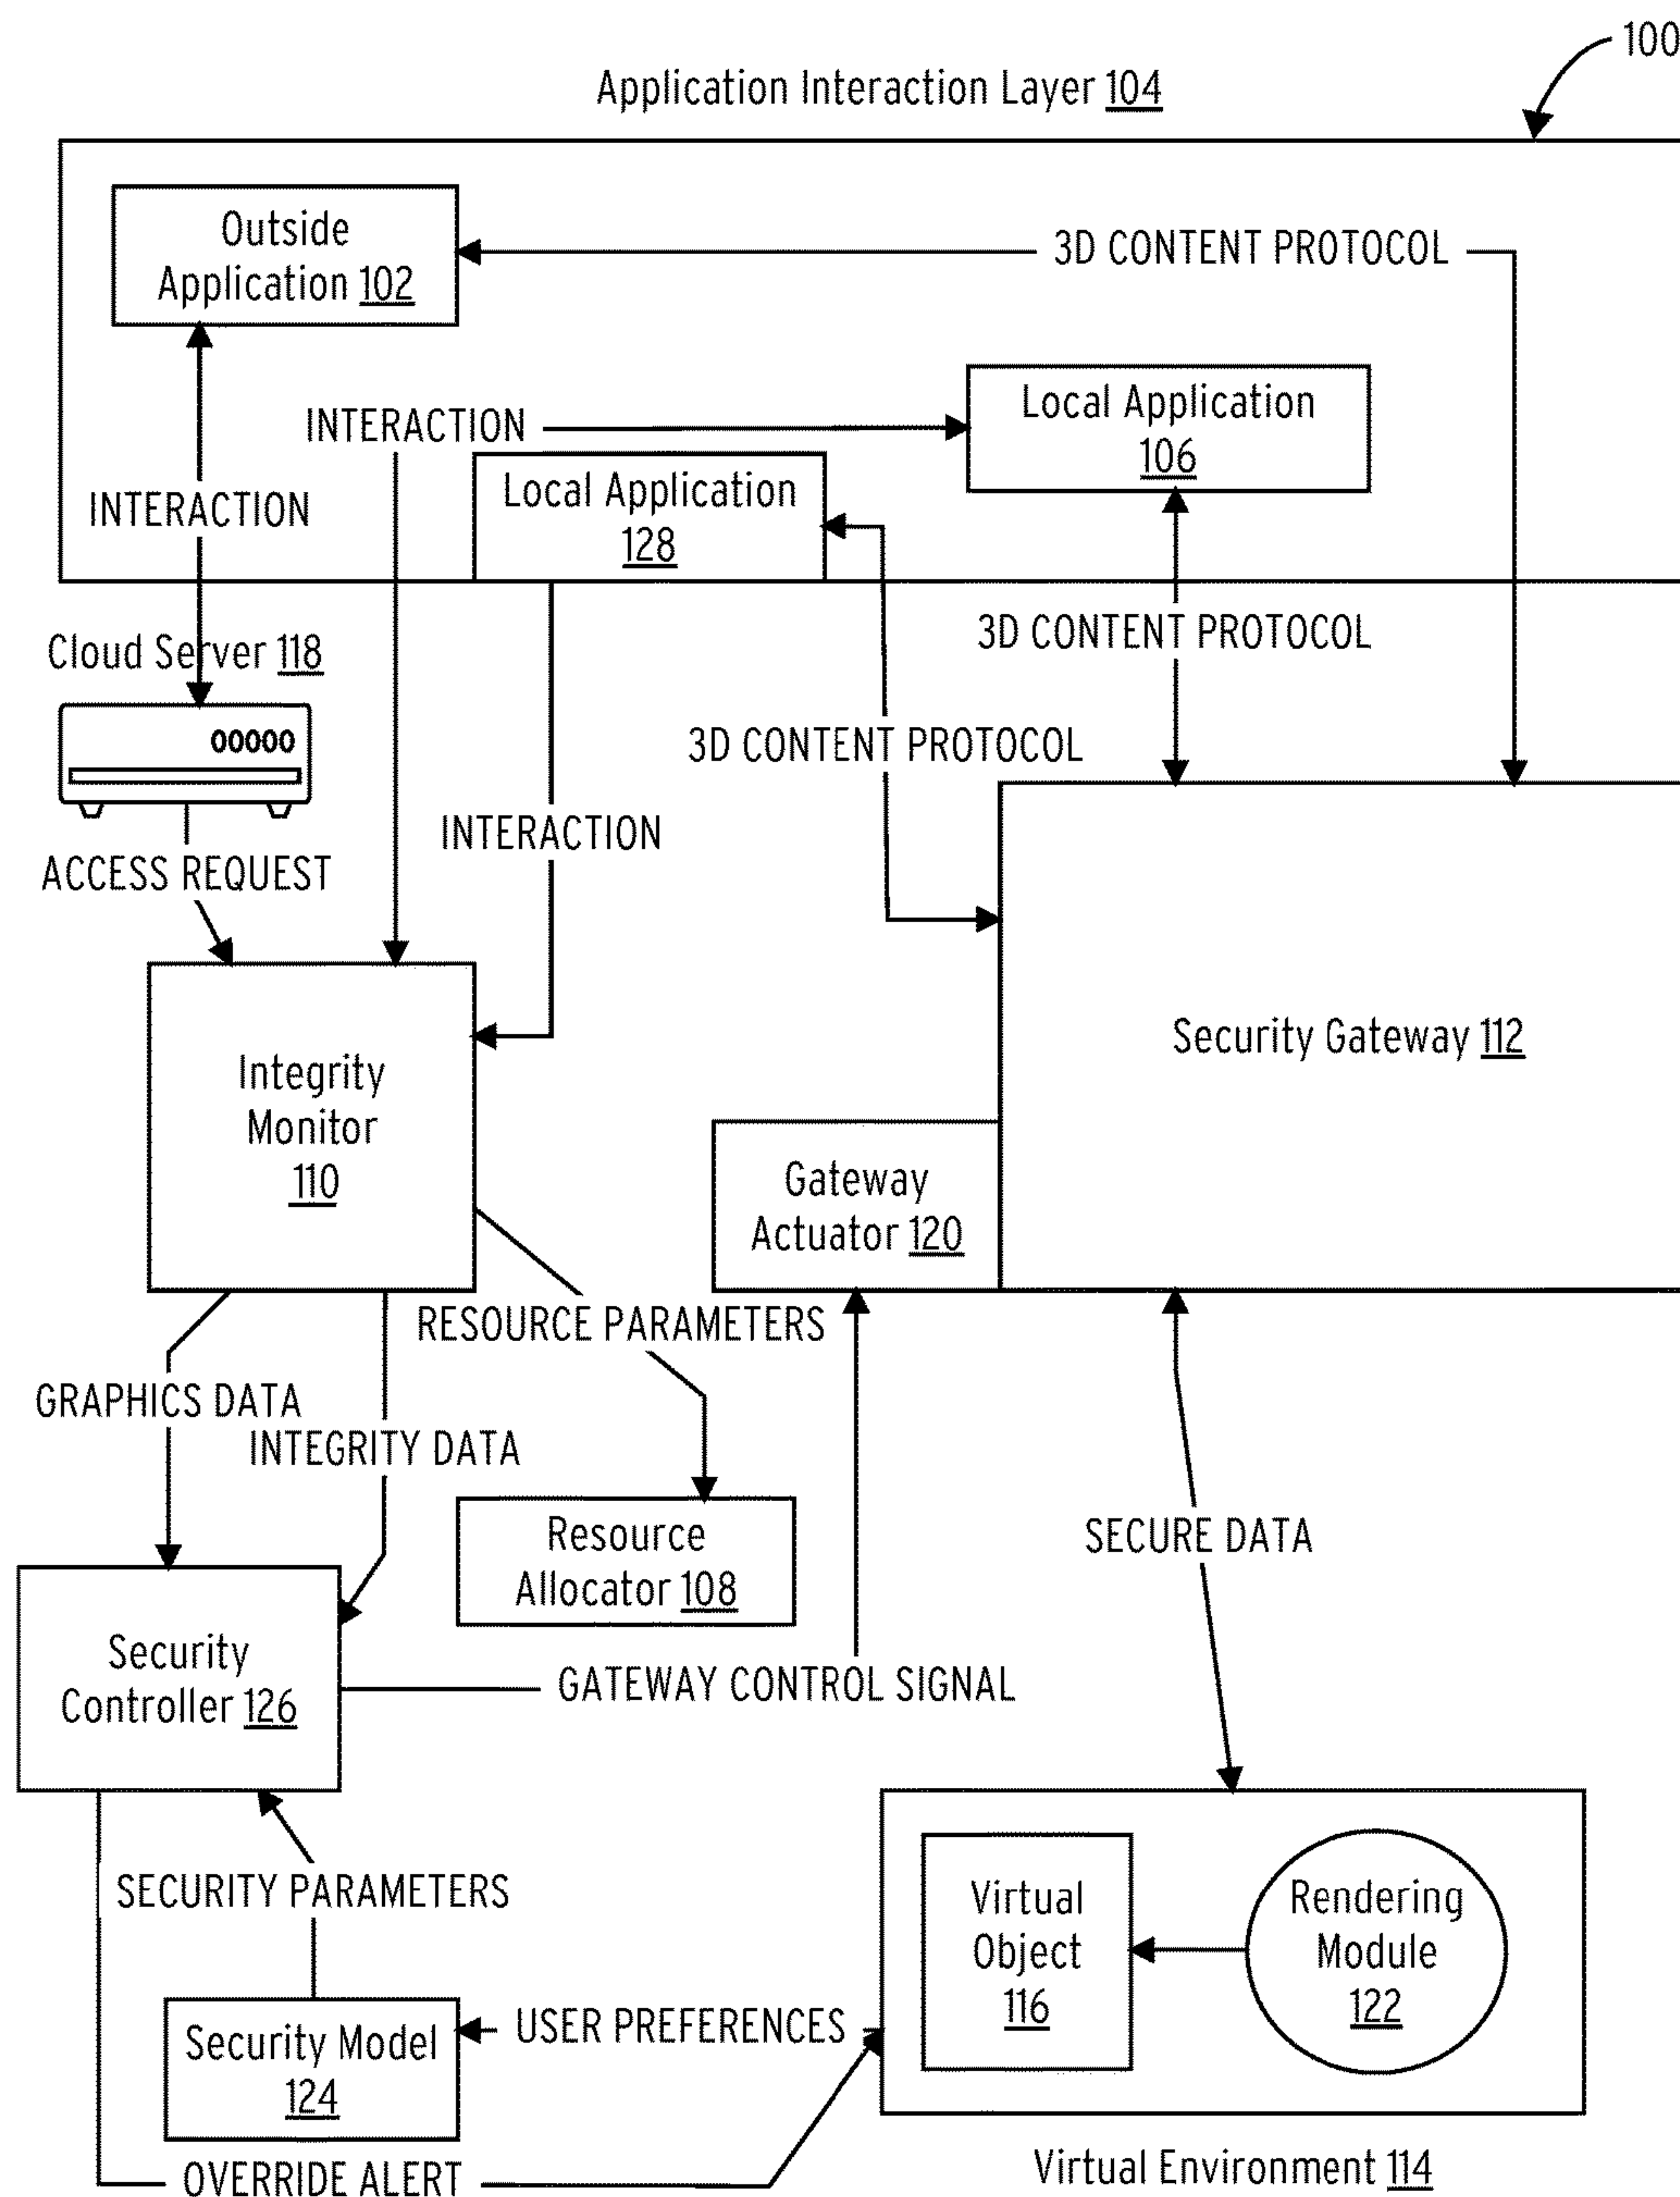 100
Application Interaction Layer 104
Outside
Application 102
3D CONTENT PROTOCOL
INTERACTION
Local Application
106
INTERACTION
Local Application
128
Cloud Server 118
00000
3D CONTENT PROTOCOL
3D CONTENT PROTOCOL
INTERACTION
ACCESS REQUEST
Integrity
Monitor
110
Security Gateway 112
Gateway
Actuator 120
RESOURCE PARAMETERS
GRAPHICS DATA
INTEGRITY DATA
Resource
Allocator 108
SECURE DATA
Security
Controller 126
GATEWAY CONTROL SIGNAL
SECURITY PARAMETERS
Virtual
Object
116
Rendering
Module
122
Security Model
124
USER PREFERENCES
OVERRIDE ALERT
Virtual Environment 114